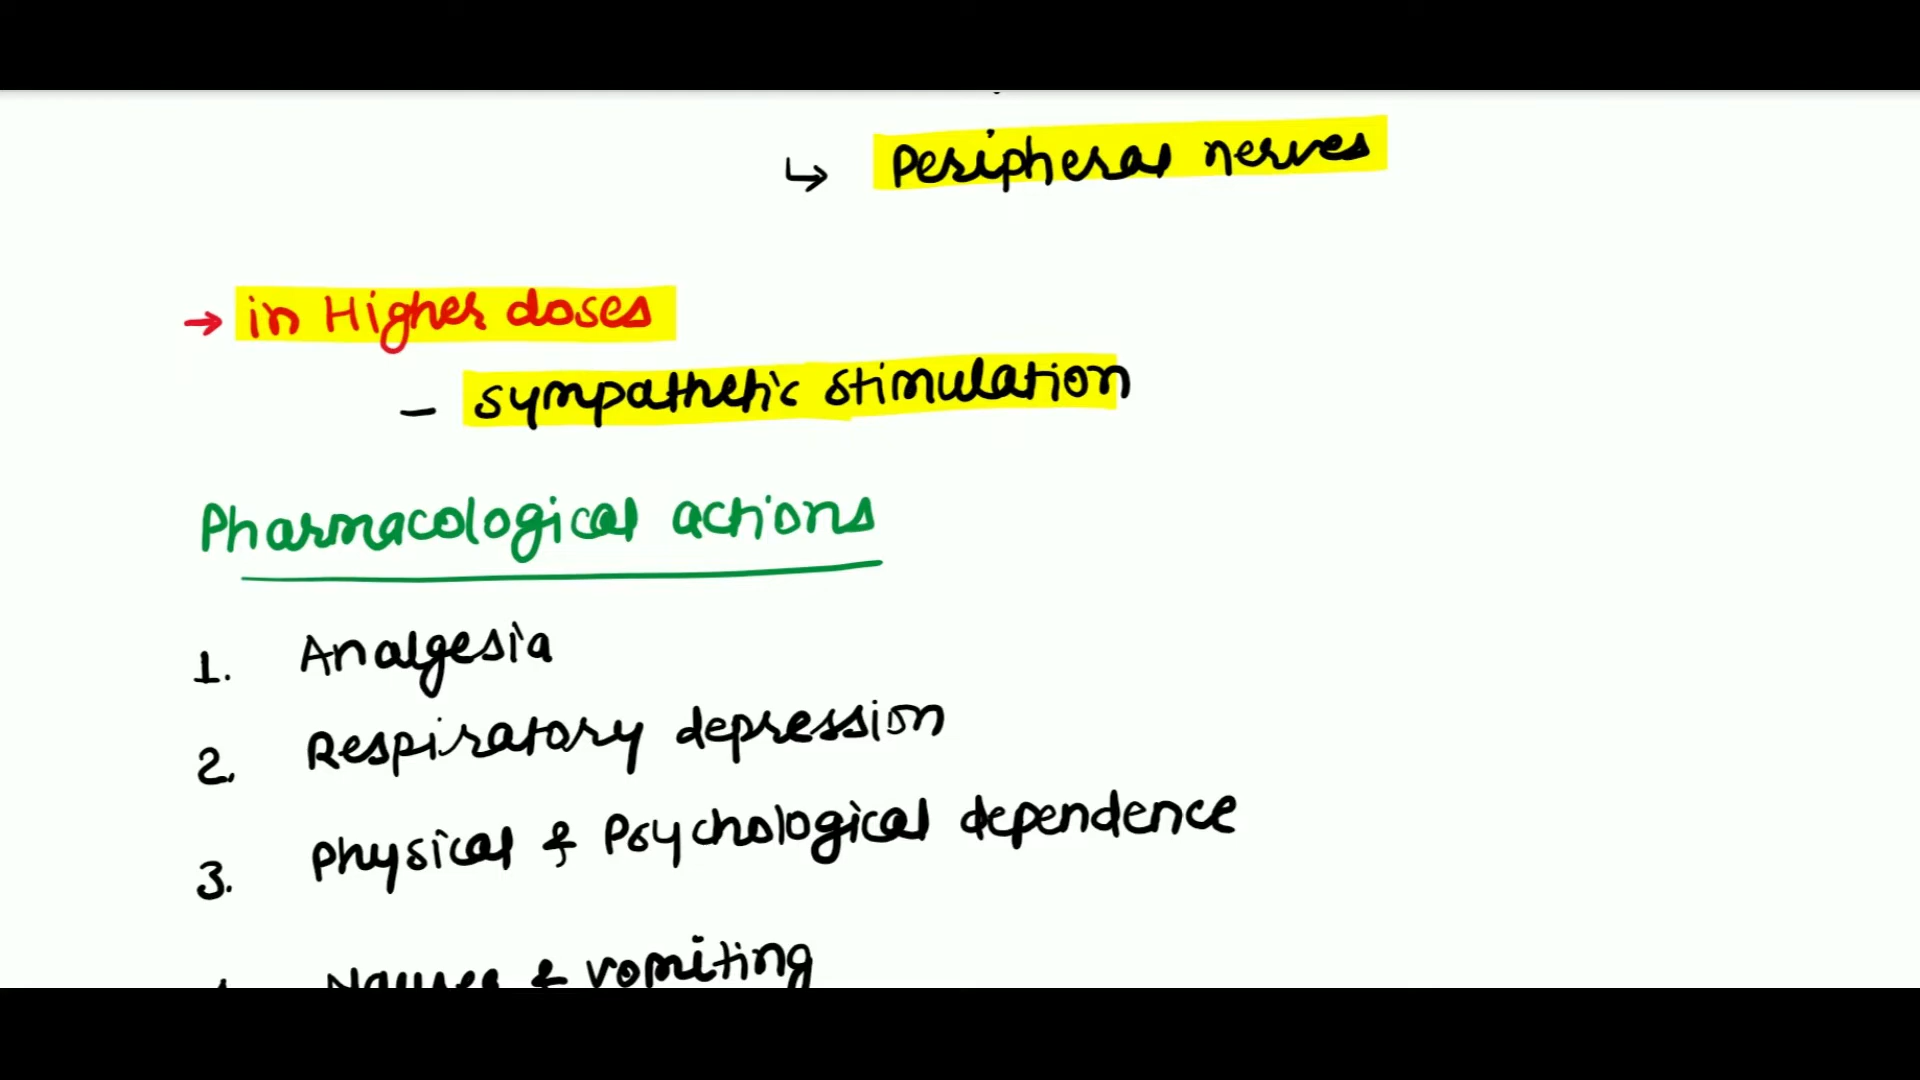 ↳ Peripheral nerves
→ in Higher doses
- sympathetic stimulation
Pharmacological actions
1. Analgesia
2. Respiratory depression
3. Physical & Psychological dependence
Nausea & vomiting